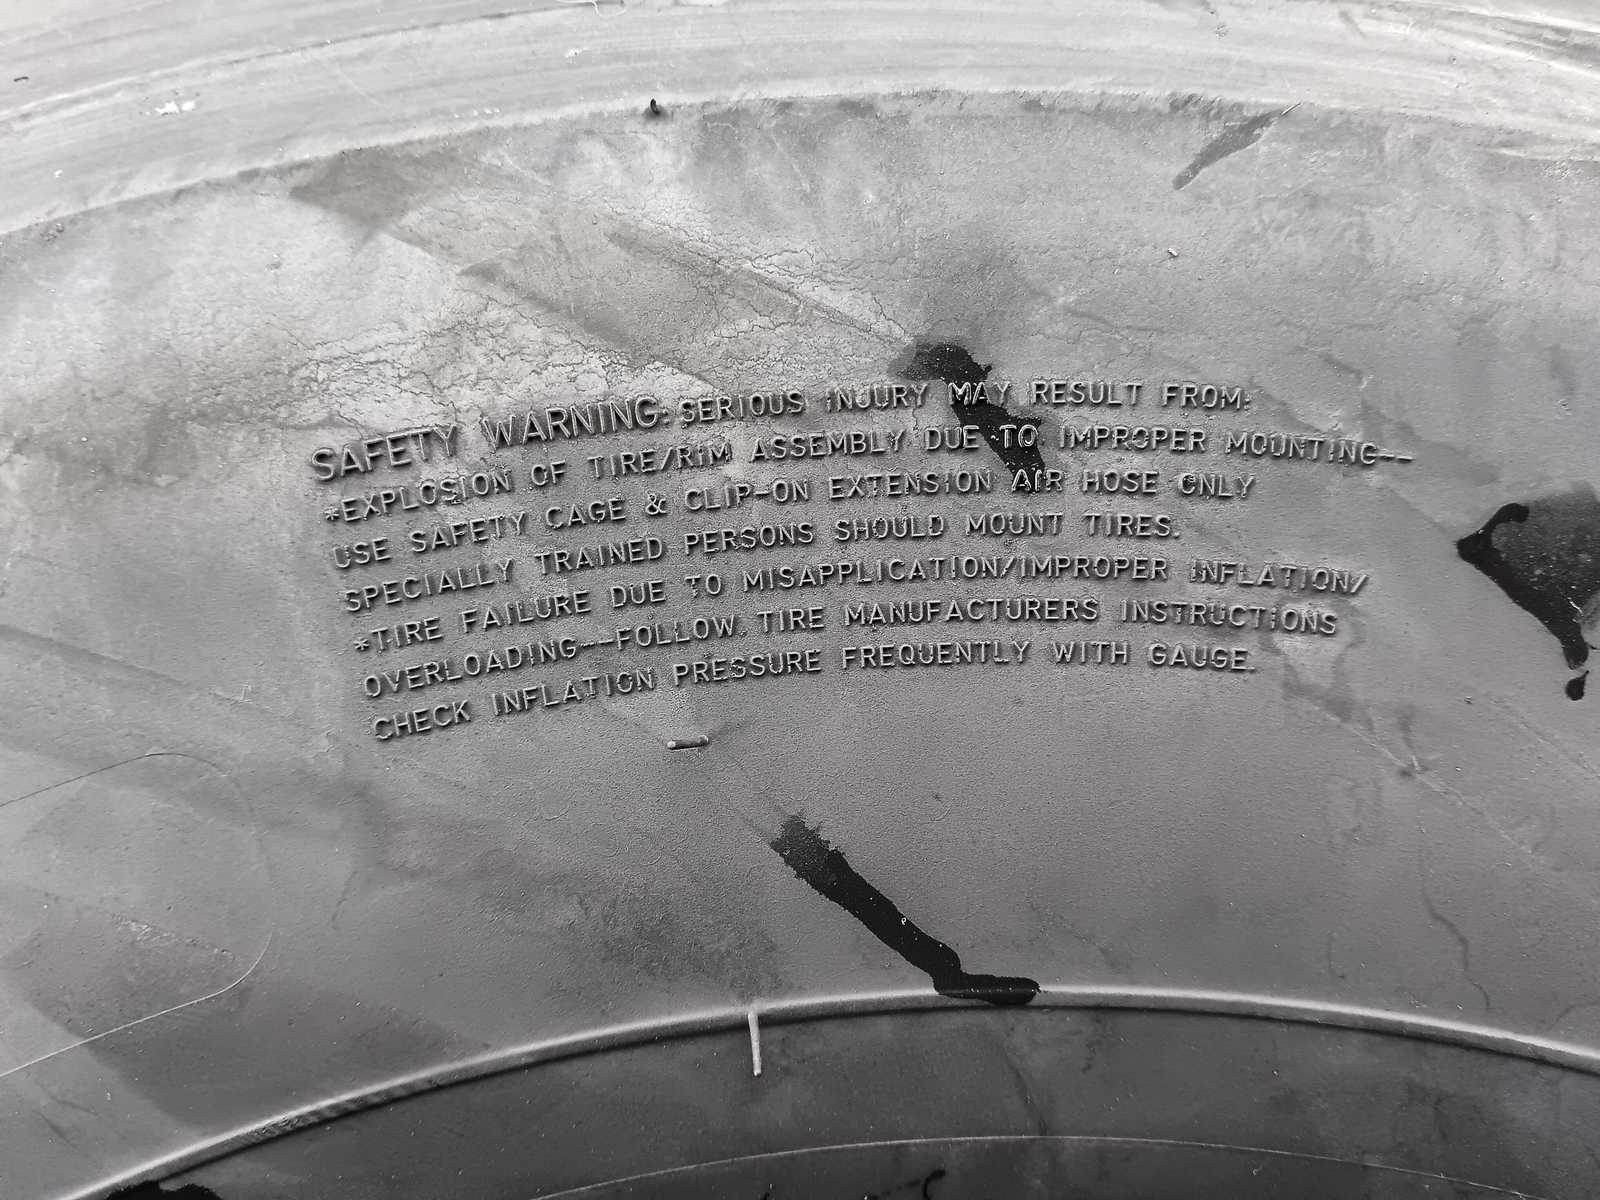 SAFETY WARNING: SERIOUS INJURY MAY RESULT FROM:
*EXPLOSION OF TIRE/RIM ASSEMBLY DUE TO IMPROPER MOUNTING--
USE SAFETY CAGE & CLIP-ON EXTENSION AIR HOSE ONLY
SPECIALLY TRAINED PERSONS SHOULD MOUNT TIRES.
*TIRE FAILURE DUE TO MISAPPLICATION/IMPROPER INFLATION/
OVERLOADING--FOLLOW TIRE MANUFACTURERS INSTRUCTIONS
CHECK INFLATION PRESSURE FREQUENTLY WITH GAUGE.